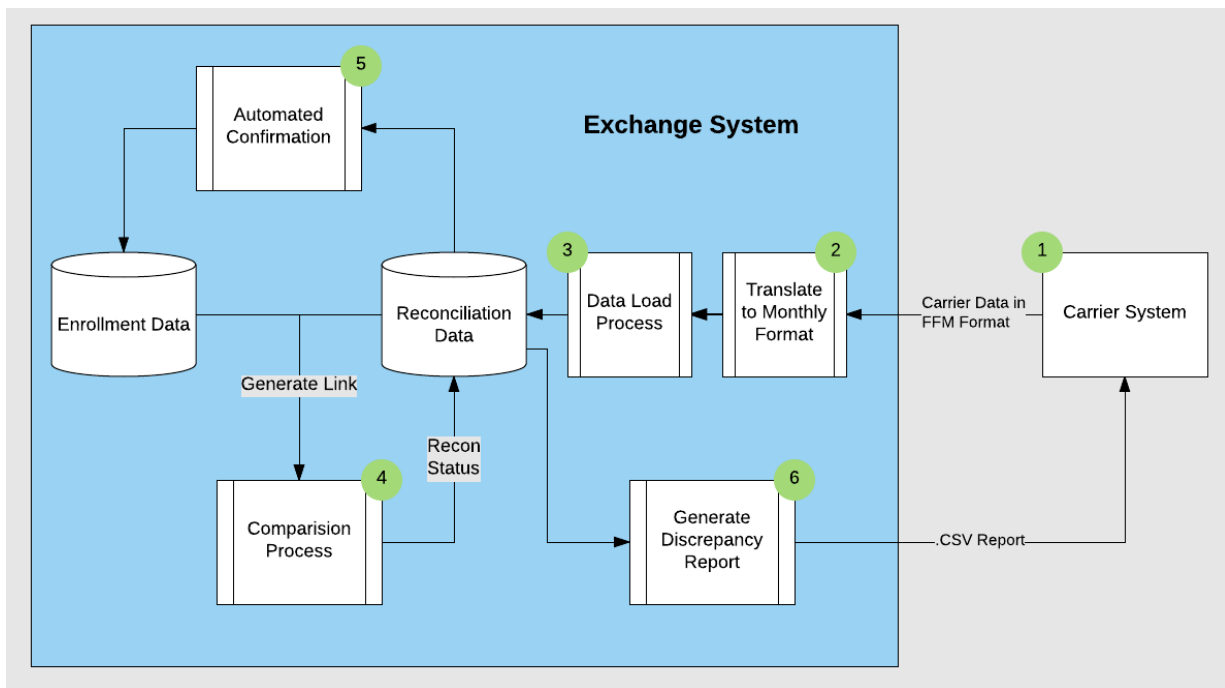 5
Automated
Confirmation
Exchange System
3
2
1
Enrollment Data
Reconciliation
Data
Data Load
Process
Translate
to Monthly
Format
Carrier Data in
FFM Format
Carrier System
Generate Link
Recon
Status
4
6
Comparision
Process
Generate
Discrepancy
Report
.CSV Report